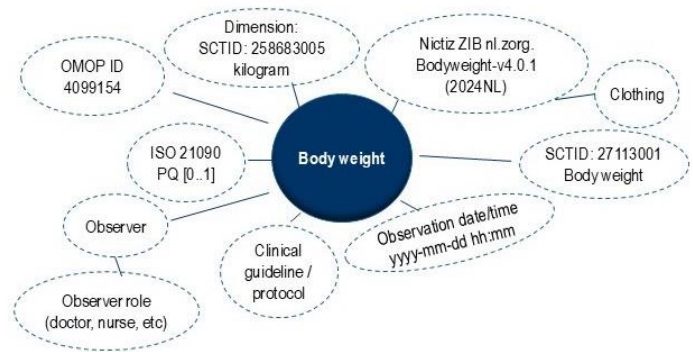 Dimension:
SCTID: 258683005
kilogram
Nictiz ZIB nl.zorg.
Bodyweight-v4.0.1
(2024NL)
OMOP ID
4099154
Clothing
ISO 21090
PQ [0..1]
Body weight
SCTID: 27113001
Body weight
Observer
Clinical
guideline /
protocol
Observation date/time
yyyy-mm-dd hh:mm
Observer role
(doctor, nurse, etc)